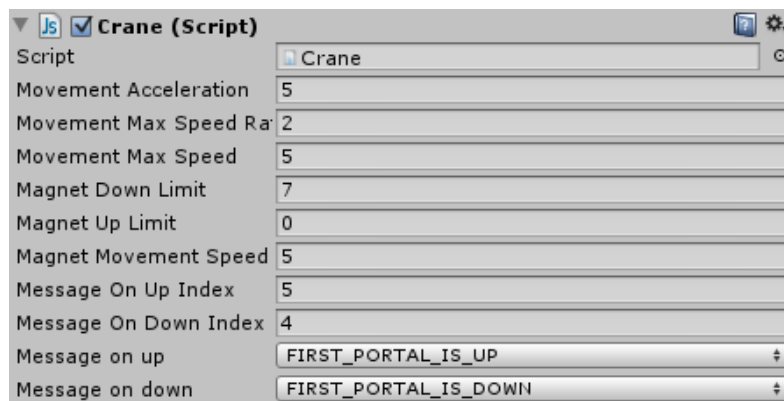 Js Crane (Script)
Script Crane
Movement Acceleration 5
Movement Max Speed Ra 2
Movement Max Speed 5
Magnet Down Limit 7
Magnet Up Limit 0
Magnet Movement Speed 5
Message On Up Index 5
Message On Down Index 4
Message on up FIRST_PORTAL_IS_UP
Message on down FIRST_PORTAL_IS_DOWN